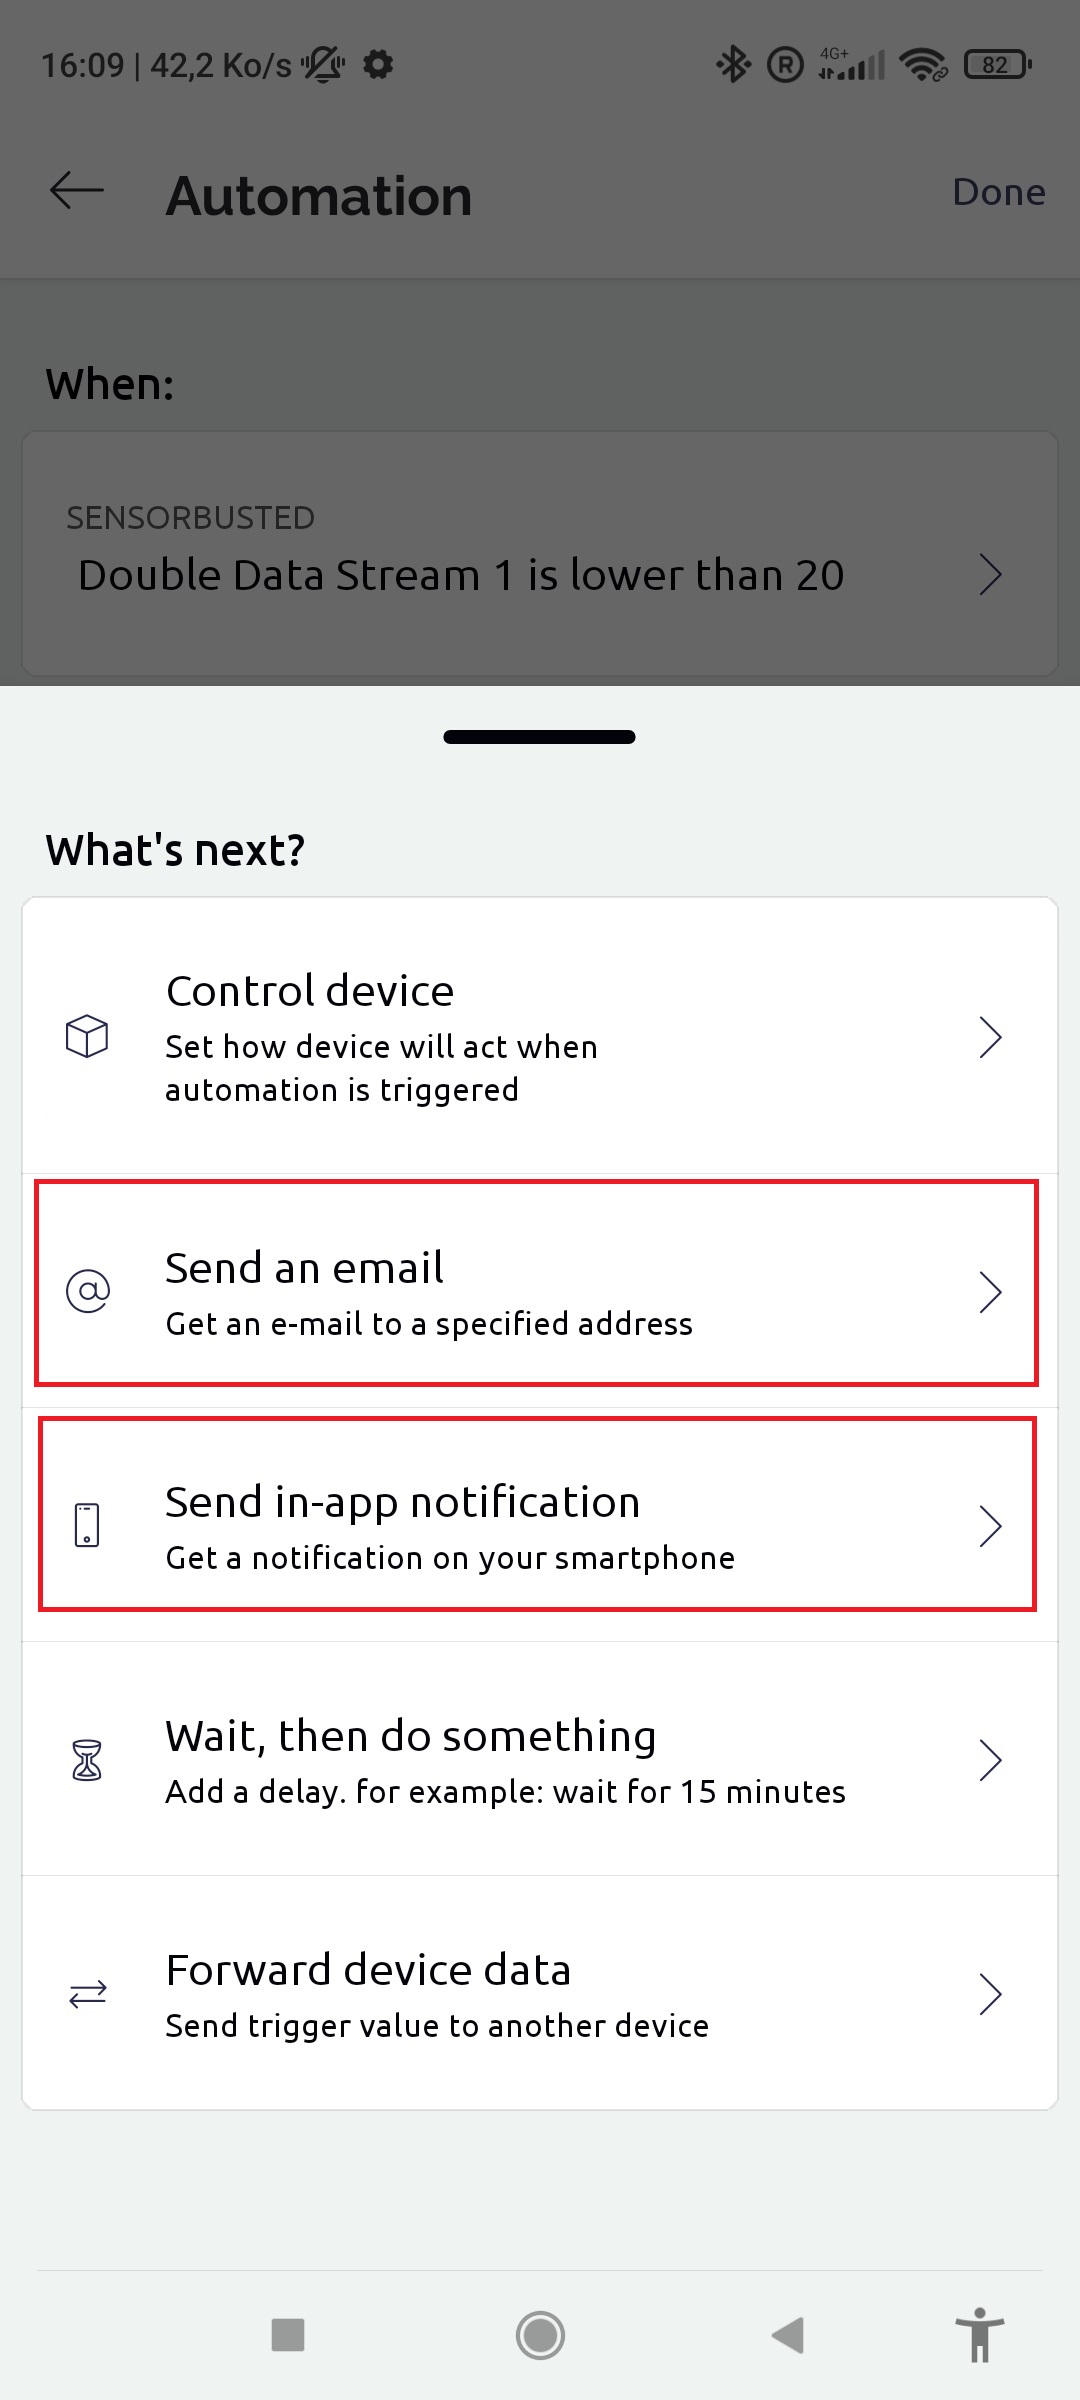 16:09 | 42,2 Ko/s
4G+
82
Automation
Done
When:
SENSORBUSTED
Double Data Stream 1 is lower than 20
What's next?
Control device
Set how device will act when
automation is triggered
Send an email
Get an e-mail to a specified address
Send in-app notification
Get a notification on your smartphone
Wait, then do something
Add a delay. for example: wait for 15 minutes
Forward device data
Send trigger value to another device